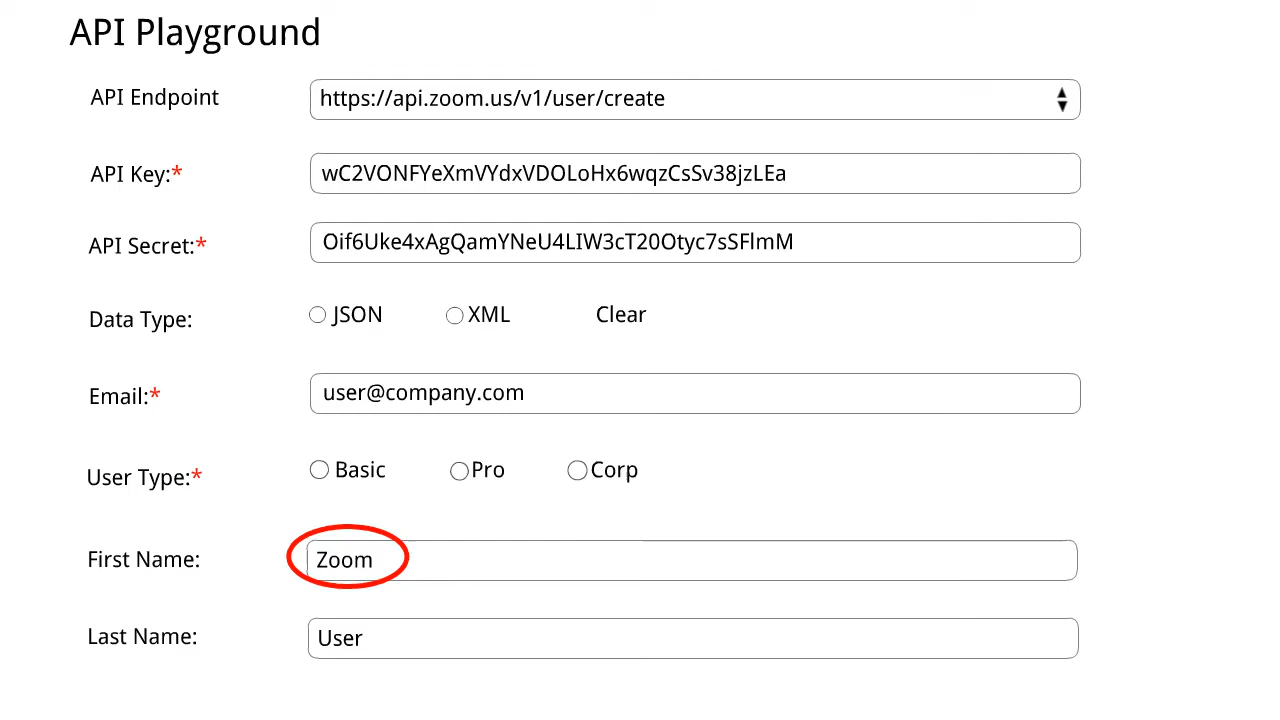 API Playground
API Endpoint https://api.zoom.us/v1/user/create
API Key:* wC2VONFYeXmVYdxVDOLoHx6wqzCsSv38jzLEa
API Secret:* Oif6Uke4xAgQamYNeU4LIW3cT20Otyc7sSFlmM
Data Type: JSON XML Clear
Email:* user@company.com
User Type:* Basic Pro Corp
First Name: Zoom
Last Name: User